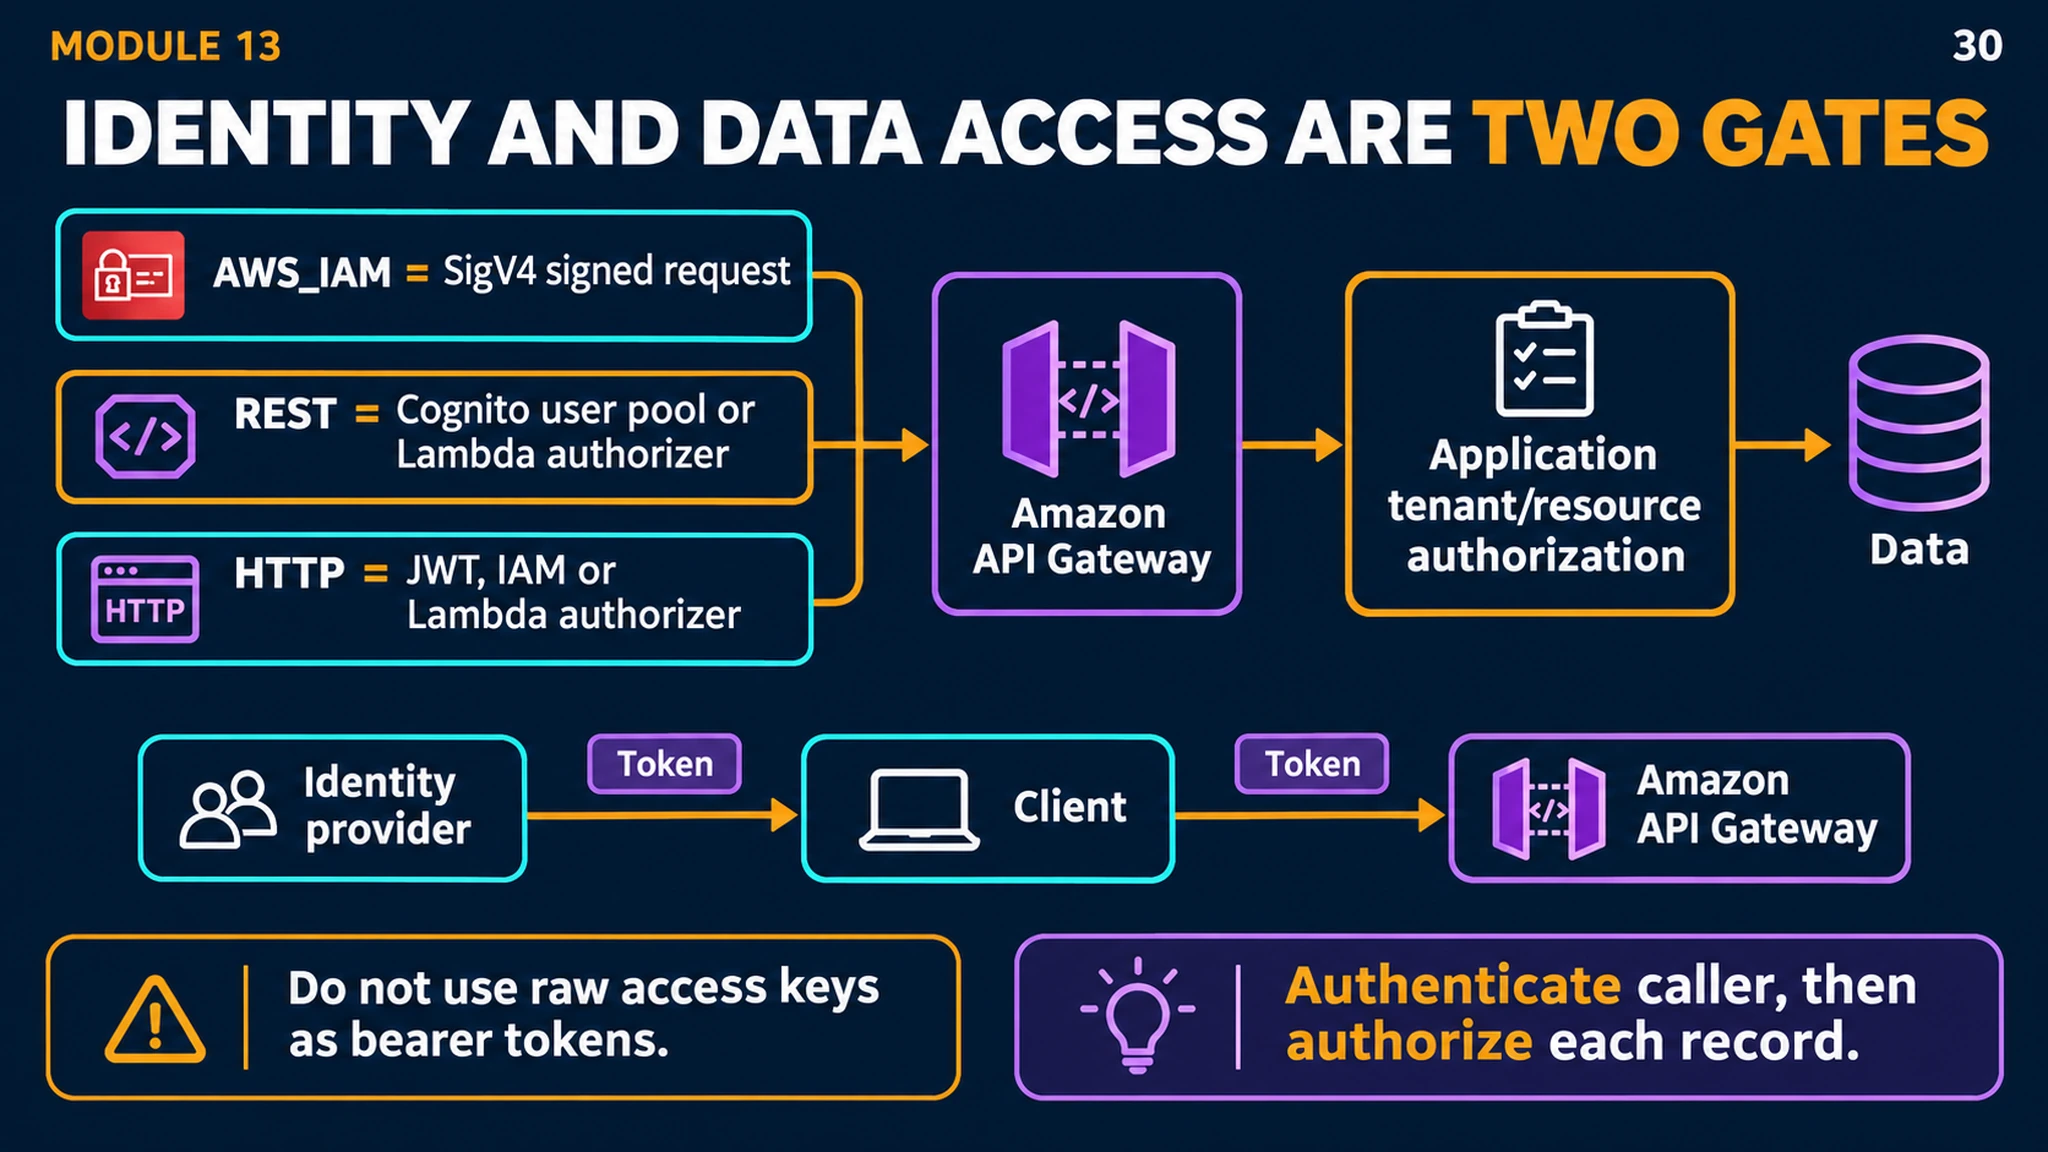 MODULE 13
30
IDENTITY AND DATA ACCESS ARE TWO GATES
AWS_IAM = SigV4 signed request
REST = Cognito user pool or
Lambda authorizer
HTTP
HTTP = JWT, IAM or
Lambda authorizer
</>
Amazon
API Gateway
Application
tenant/resource
authorization
Data
Identity
provider
Token
Client
Token
</>
Amazon
API Gateway
Do not use raw access keys
as bearer tokens.
Authenticate caller, then
authorize each record.